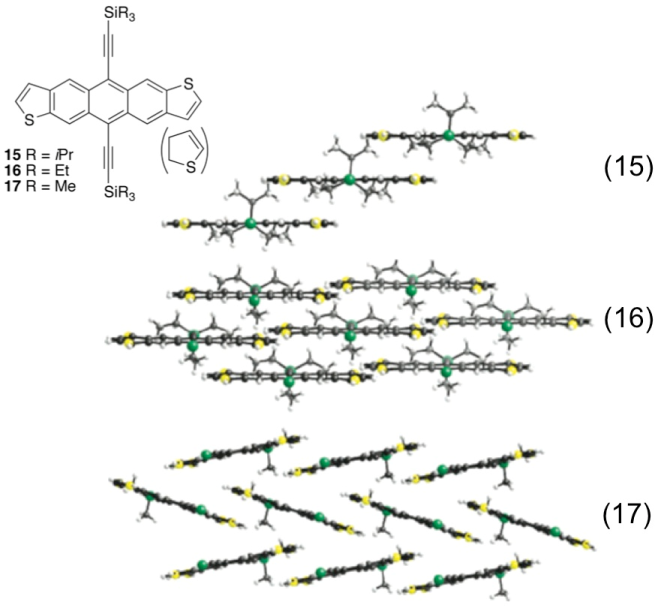 SiR₃
S
S
S
15 R = iPr
16 R = Et
17 R = Me
SiR₃
(15)
(16)
(17)